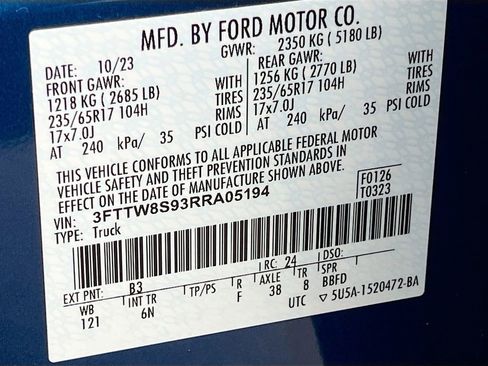 MFD. BY FORD MOTOR CO.
DATE: 10/23 GVWR: 2350 KG (5180 LB)
FRONT GAWR: REAR GAWR:
1218 KG (2685 LB) WITH 1256 KG (2770 LB) WITH
235/65R17 104H TIRES 235/65R17 104H TIRES
17x7.0J RIMS 17x7.0J RIMS
AT 240 kPa/ 35 PSI COLD AT 240 kPa/ 35 PSI COLD
THIS VEHICLE CONFORMS TO ALL APPLICABLE FEDERAL MOTOR
VEHICLE SAFETY AND THEFT PREVENTION STANDARDS IN
EFFECT ON THE DATE OF MANUFACTURE SHOWN ABOVE.
VIN: 3FTTW8S93RRA05194 F0126
TYPE: Truck T0323
EXT PNT: B3 RC: 24 DSO:
WB INT TR TP/PS R AXLE TR SPR
121 6N F 38 8 BBFD
UTC ▽ 5U5A-1520472-BA